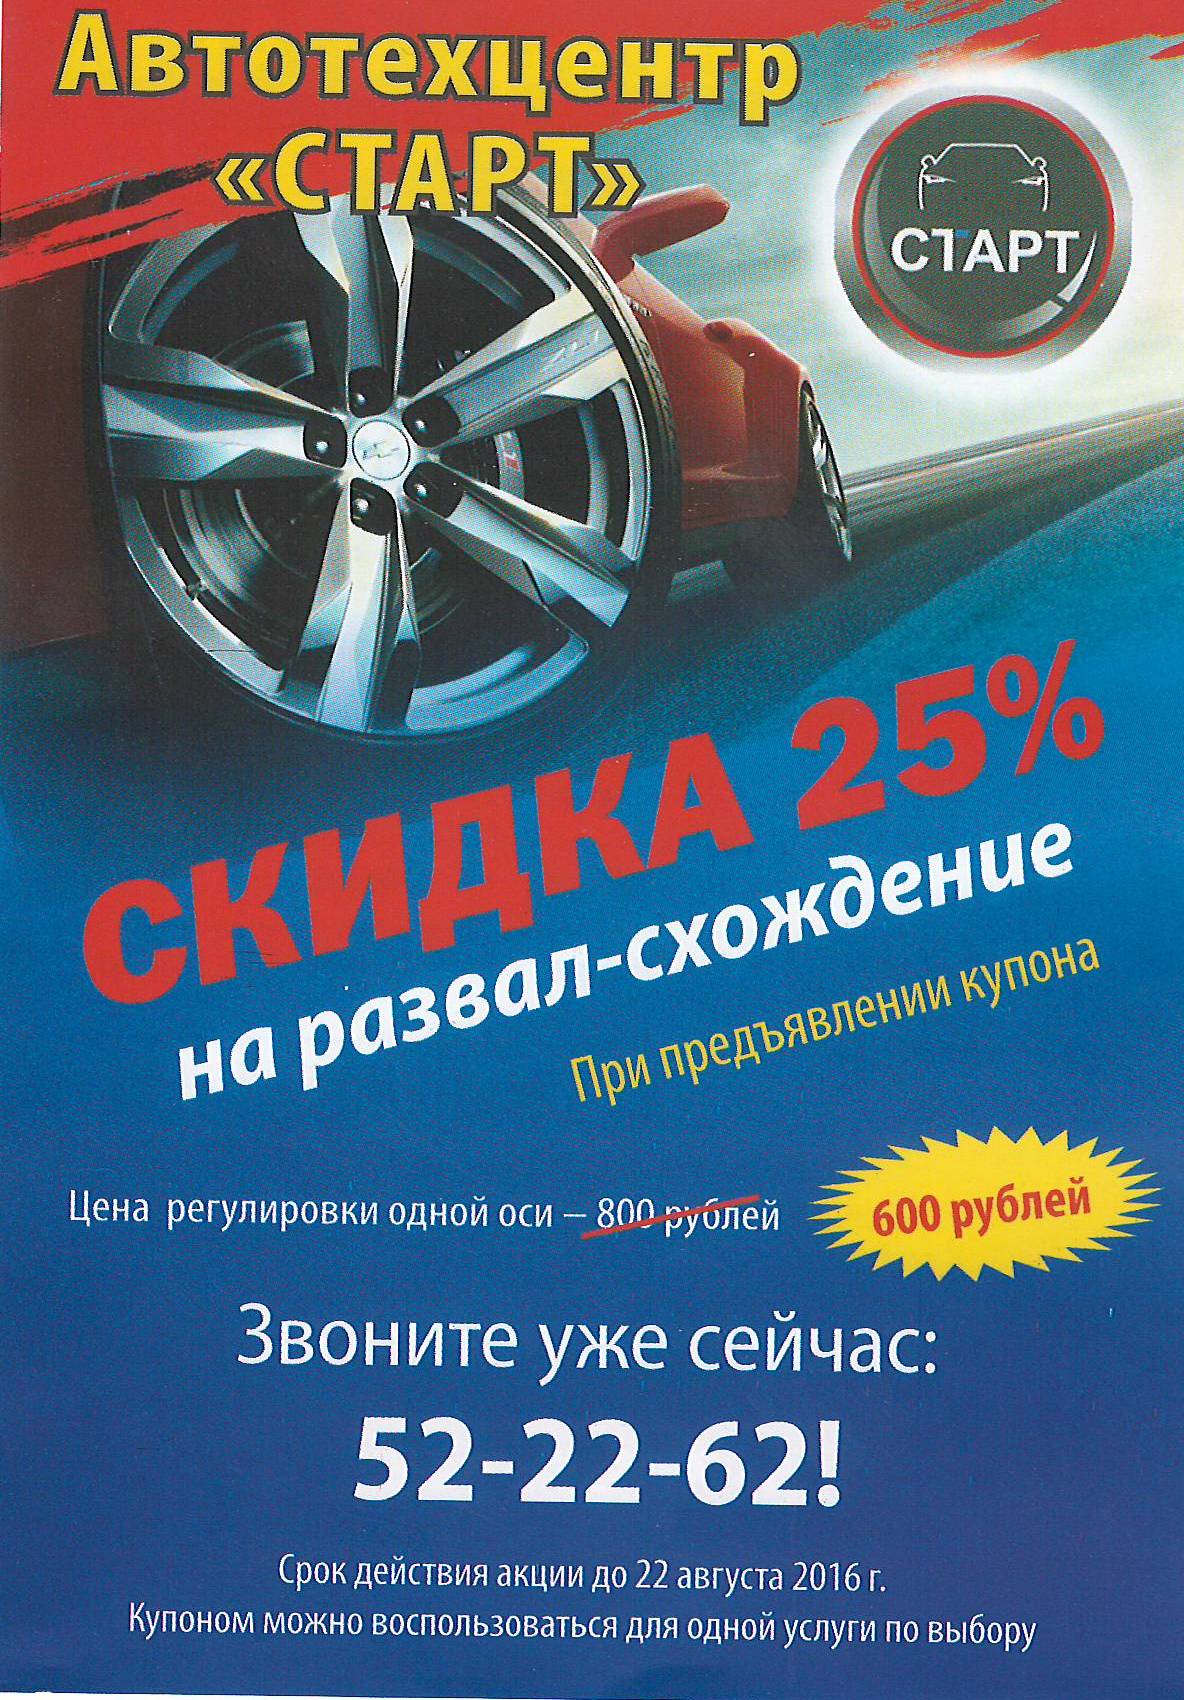 Автотехцентр
«СТАРТ»
СТАРТ
ZL1
СКИДКА 25%
на развал-схождение
При предъявлении купона
Цена регулировки одной оси – 800 рублей
600 рублей
Звоните уже сейчас:
52-22-62!
Срок действия акции до 22 августа 2016 г.
Купоном можно воспользоваться для одной услуги по выбору